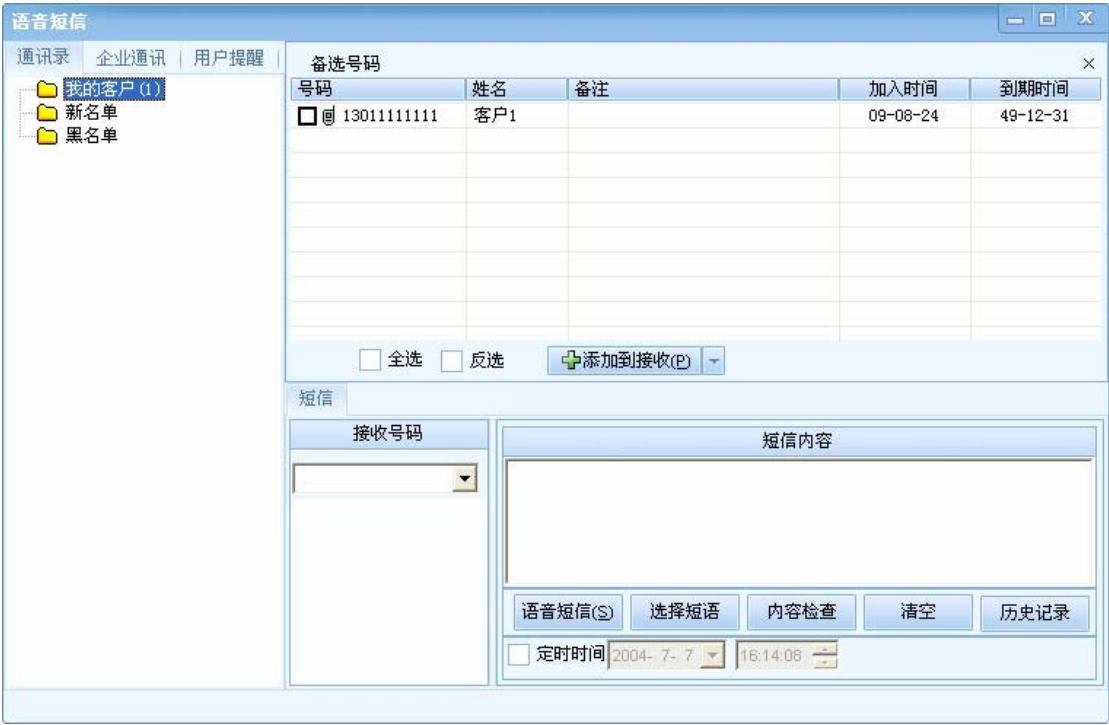 语音短信
通讯录 企业通讯 用户提醒
我的客户(1)
新名单
黑名单
备选号码
号码 姓名 备注 加入时间 到期时间
13011111111 客户1 09-08-24 49-12-31
全选 反选 添加到接收(P)
短信
接收号码
短信内容
语音短信(S) 选择短语 内容检查 清空 历史记录
定时时间 2004- 7- 7 16:14:08